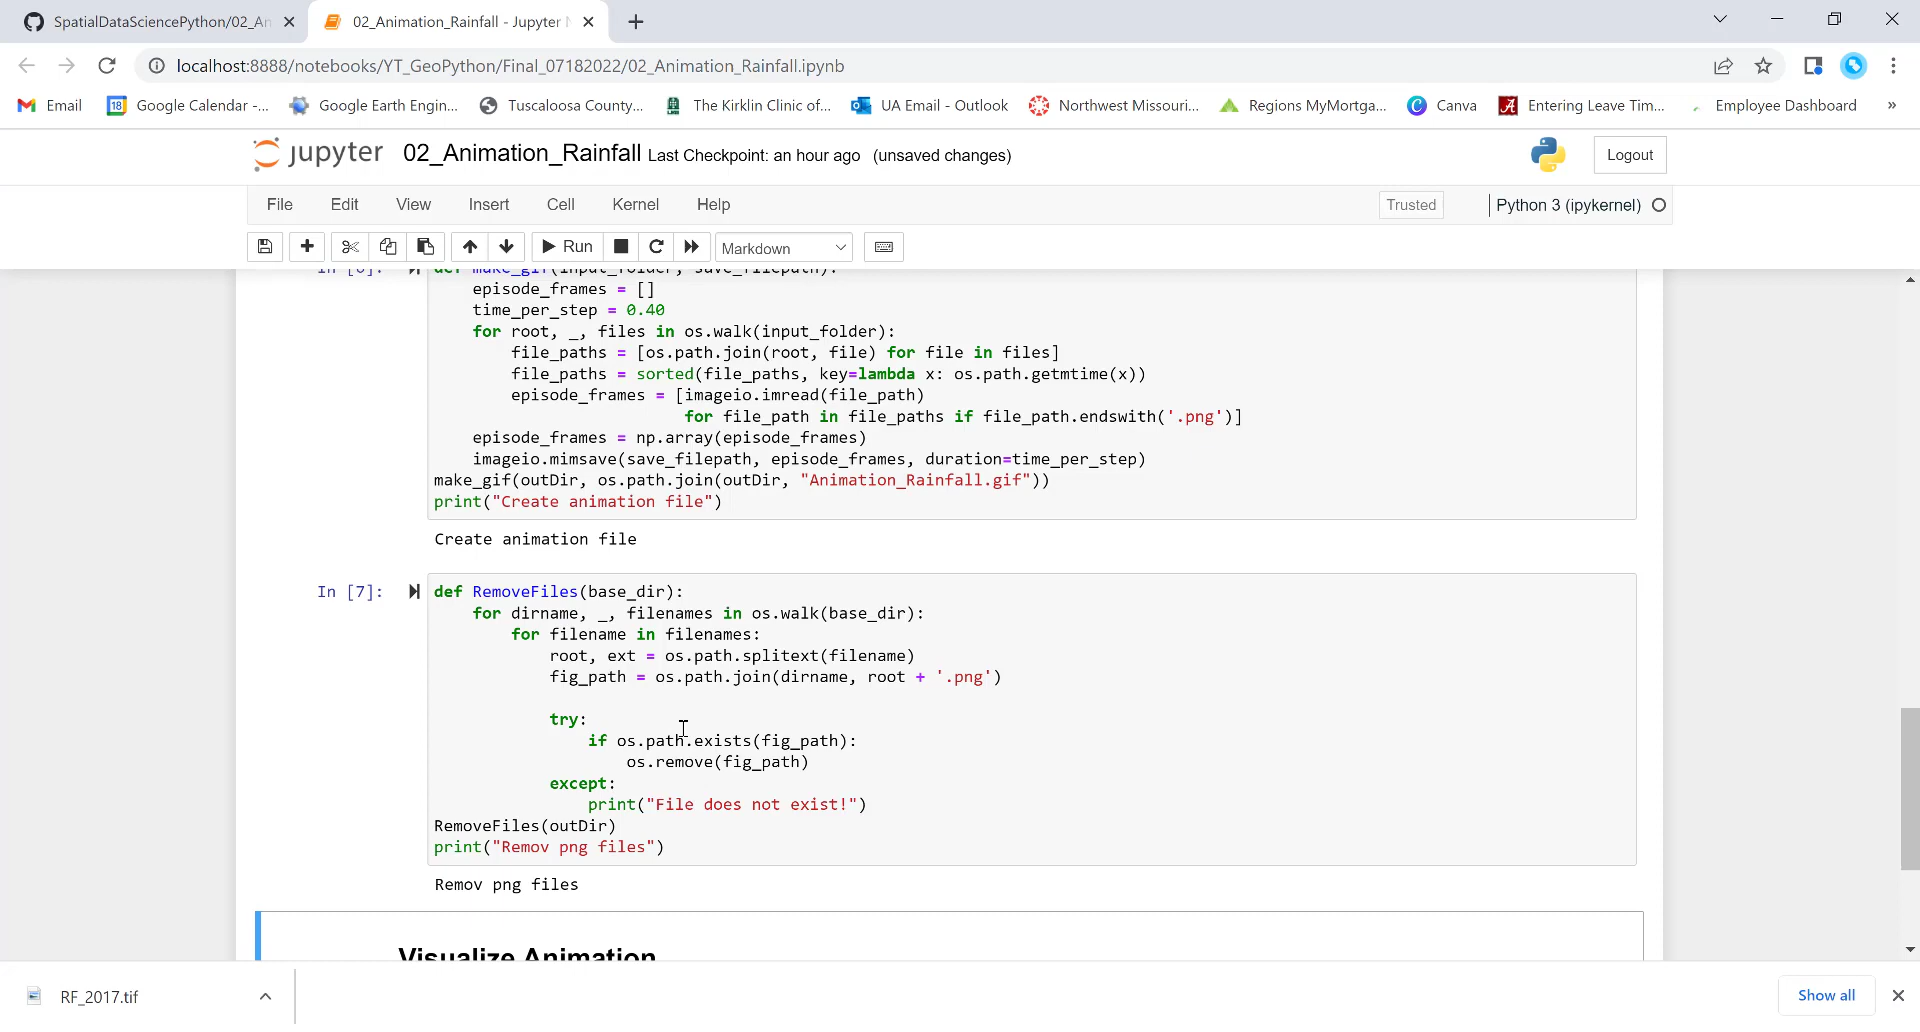 SpatialDataSciencePython/02_An
02_Animation_Rainfall - Jupyter N
localhost:8888/notebooks/YT_GeoPython/Final_07182022/02_Animation_Rainfall.ipynb
Email
18
Google Calendar -...
Google Earth Engin...
Tuscaloosa County...
The Kirklin Clinic of...
UA Email - Outlook
Northwest Missouri...
Regions MyMortga...
Canva
Entering Leave Tim...
Employee Dashboard
»
jupyter 02_Animation_Rainfall Last Checkpoint: an hour ago (unsaved changes)
Logout
File Edit View Insert Cell Kernel Help
Trusted
Python 3 (ipykernel)
Run
Markdown
In [6]: def make_gif(input_folder, save_filepath):
episode_frames = []
time_per_step = 0.40
for root, _, files in os.walk(input_folder):
file_paths = [os.path.join(root, file) for file in files]
file_paths = sorted(file_paths, key=lambda x: os.path.getmtime(x))
episode_frames = [imageio.imread(file_path)
for file_path in file_paths if file_path.endswith('.png')]
episode_frames = np.array(episode_frames)
imageio.mimsave(save_filepath, episode_frames, duration=time_per_step)
make_gif(outDir, os.path.join(outDir, "Animation_Rainfall.gif"))
print("Create animation file")
Create animation file
In [7]: def RemoveFiles(base_dir):
for dirname, _, filenames in os.walk(base_dir):
for filename in filenames:
root, ext = os.path.splitext(filename)
fig_path = os.path.join(dirname, root + '.png')
try:
if os.path.exists(fig_path):
os.remove(fig_path)
except:
print("File does not exist!")
RemoveFiles(outDir)
print("Remov png files")
Remov png files
Visualize Animation
RF_2017.tif
Show all